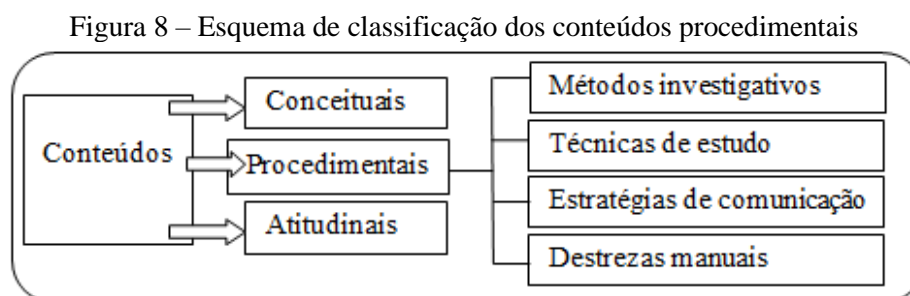 Figura 8 – Esquema de classificação dos conteúdos procedimentais
Conteúdos
Conceituais
Procedimentais
Atitudinais
Métodos investigativos
Técnicas de estudo
Estratégias de comunicação
Destrezas manuais